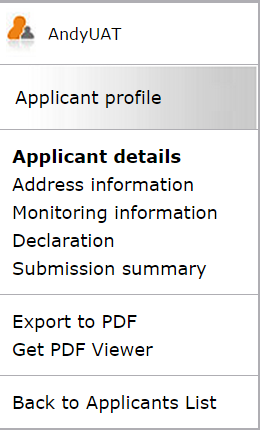 AndyUAT
Applicant profile
Applicant details
Address information
Monitoring information
Declaration
Submission summary
Export to PDF
Get PDF Viewer
Back to Applicants List